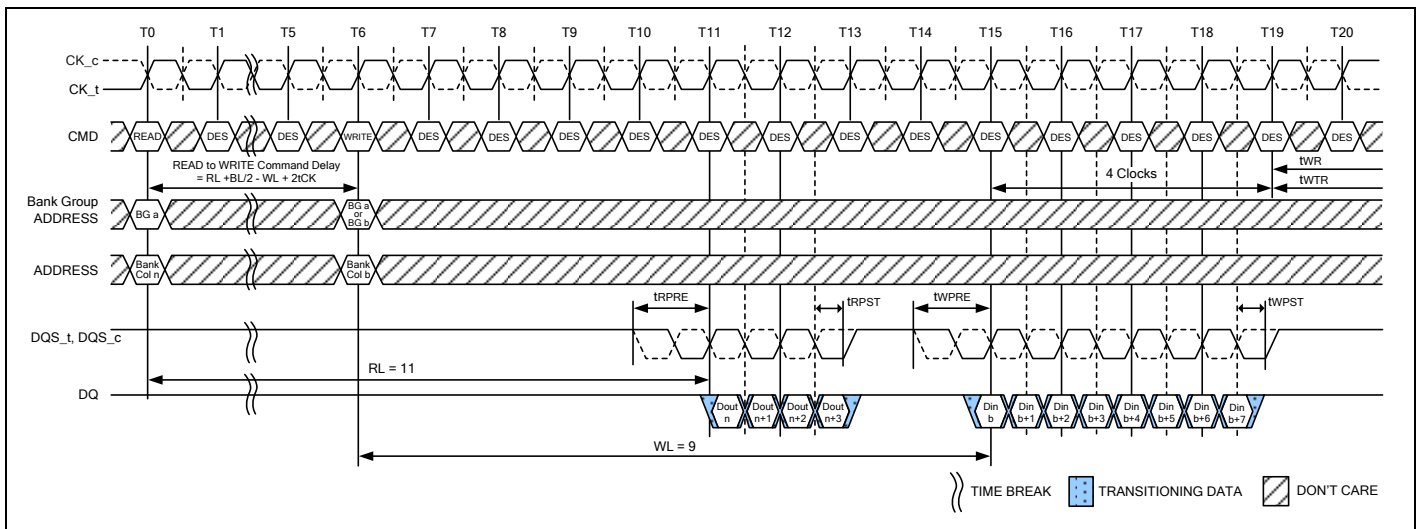 T0 T1 T5 T6 T7 T8 T9 T10 T11 T12 T13 T14 T15 T16 T17 T18 T19 T20
CK_c
CK_t
CMD READ DES DES WRITE DES DES DES DES DES DES DES DES DES DES DES DES DES DES
READ to WRITE Command Delay
= RL +BL/2 - WL + 2tCK
4 Clocks
tWR
tWTR
Bank Group
ADDRESS
BG a
BG a
or
BG b
ADDRESS
Bank
Col n
Bank
Col b
tRPRE tRPST tWPRE tWPST
DQS_t, DQS_c
RL = 11
DQ
Dout
n
Dout
n+1
Dout
n+2
Dout
n+3
Din
b
Din
b+1
Din
b+2
Din
b+3
Din
b+4
Din
b+5
Din
b+6
Din
b+7
WL = 9
TIME BREAK TRANSITIONING DATA DON'T CARE